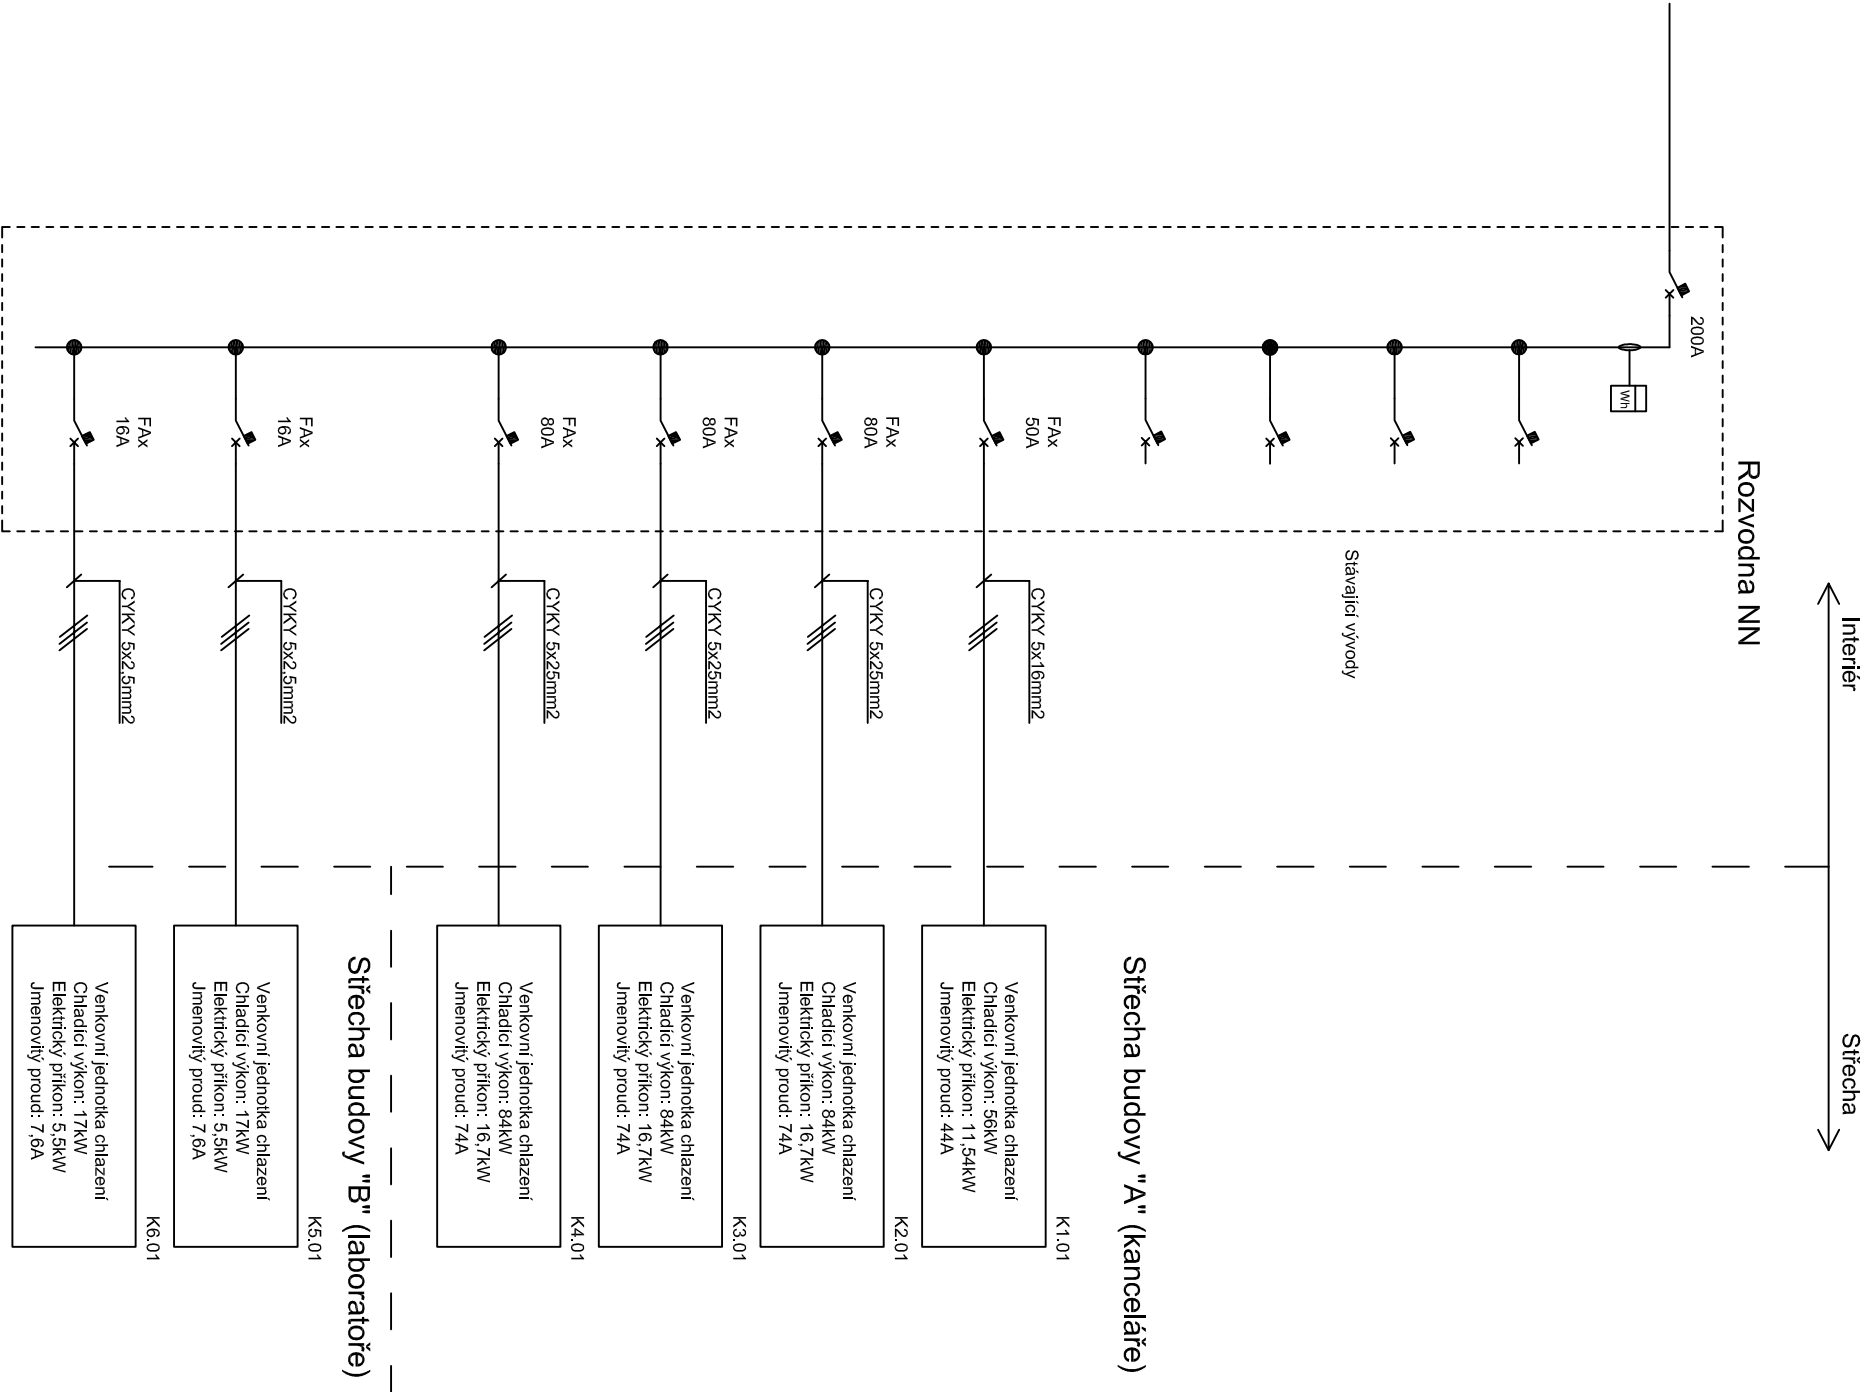 Interiér
Střecha
Rozvodna NN
200A
Wh
Stávající vývody
Střecha budovy "A" (kanceláře)
FAx
50A
CYKY 5x16mm2
K1.01
Venkovní jednotka chlazení
Chladící výkon: 56kW
Elektrický příkon: 11,54kW
Jmenovitý proud: 44A
FAx
80A
CYKY 5x25mm2
K2.01
Venkovní jednotka chlazení
Chladící výkon: 84kW
Elektrický příkon: 16,7kW
Jmenovitý proud: 74A
FAx
80A
CYKY 5x25mm2
K3.01
Venkovní jednotka chlazení
Chladící výkon: 84kW
Elektrický příkon: 16,7kW
Jmenovitý proud: 74A
FAx
80A
CYKY 5x25mm2
K4.01
Venkovní jednotka chlazení
Chladící výkon: 84kW
Elektrický příkon: 16,7kW
Jmenovitý proud: 74A
Střecha budovy "B" (laboratoře)
FAx
16A
CYKY 5x2,5mm2
K5.01
Venkovní jednotka chlazení
Chladící výkon: 17kW
Elektrický příkon: 5,5kW
Jmenovitý proud: 7,6A
FAx
16A
CYKY 5x2,5mm2
K6.01
Venkovní jednotka chlazení
Chladící výkon: 17kW
Elektrický příkon: 5,5kW
Jmenovitý proud: 7,6A